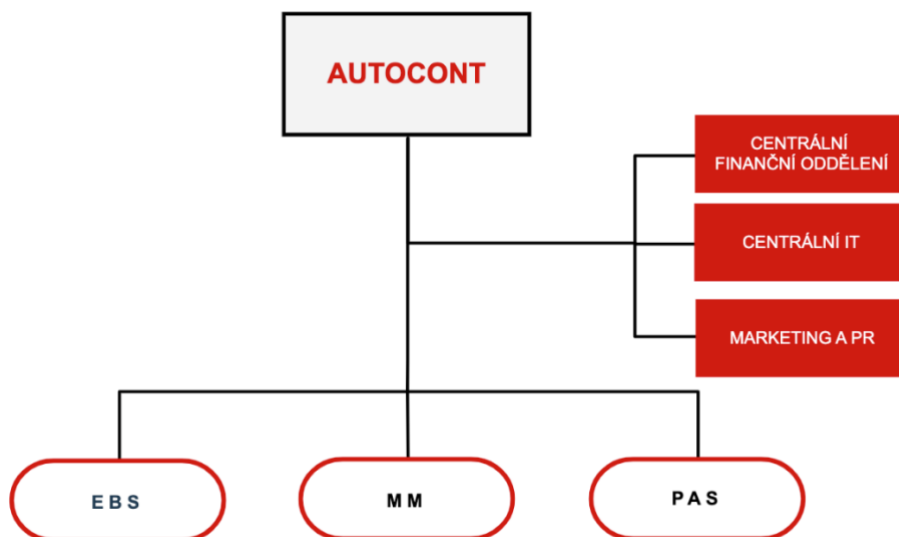 AUTOCONT
CENTRÁLNÍ
FINANČNÍ ODDĚLENÍ
CENTRÁLNÍ IT
MARKETING A PR
EBS
MM
PAS